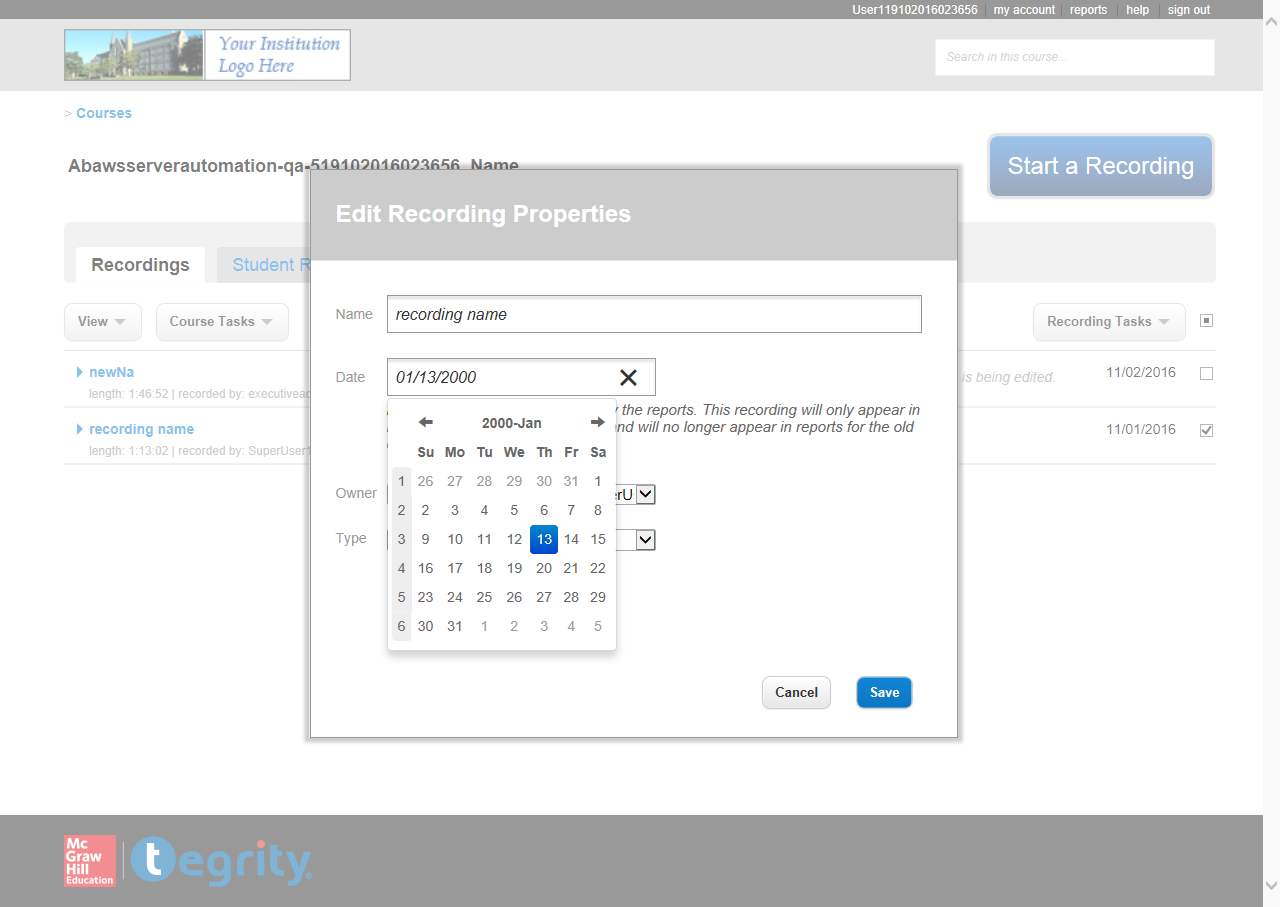 User119102016023656 my account reports help sign out
Your Institution
Logo Here
Search in this course...
> Courses
Abawsserverautomation-qa-519102016023656 Name
Start a Recording
Edit Recording Properties
Recordings Student R
View Course Tasks Recording Tasks
Name recording name
newNa
length: 1:46:52 | recorded by:
is being edited. 11/02/2016
Date 01/13/2000
the reports. This recording will only appear in
and will no longer appear in reports for the old
recording name 11/01/2016
length: 1:13:02 | recorded by: SuperUser1
2000-Jan
Su Mo Tu We Th Fr Sa
1 26 27 28 29 30 31 1
2 2 3 4 5 6 7 8
3 9 10 11 12 13 14 15
4 16 17 18 19 20 21 22
5 23 24 25 26 27 28 29
6 30 31 1 2 3 4 5
Owner erU
Type
Cancel Save
Mc
Graw
Hill
Education
tegrity